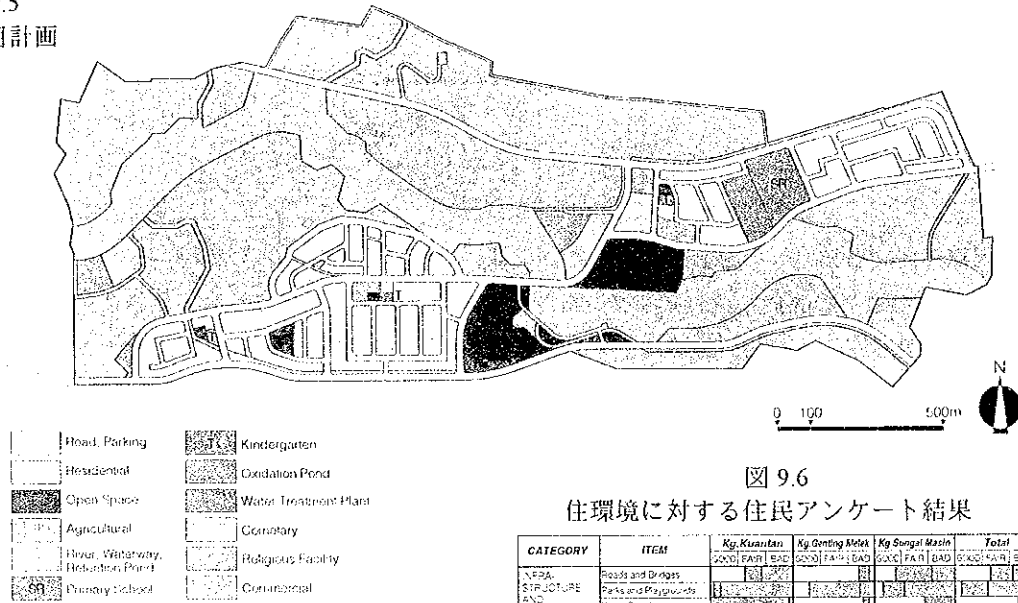 .5
計画
SR
N
0 100 500m
Road, Parking
Residential
Open Space
Agricultural
River, Waterway,
Retention Pond
SR Primary School
Kindergarten
Oxidation Pond
Water Treatment Plant
Cemetary
Religious Facility
Commercial
図 9.6
住環境に対する住民アンケート結果
CATEGORY ITEM Kg.Kuantan Kg.Genting Melek Kg Sungai Masin Total
GOOD FAIR BAD GOOD FAIR BAD GOOD FAIR BAD GOOD FAIR
INFRA- Roads and Bridges
STRUCTURE Parks and Playgrounds
AND